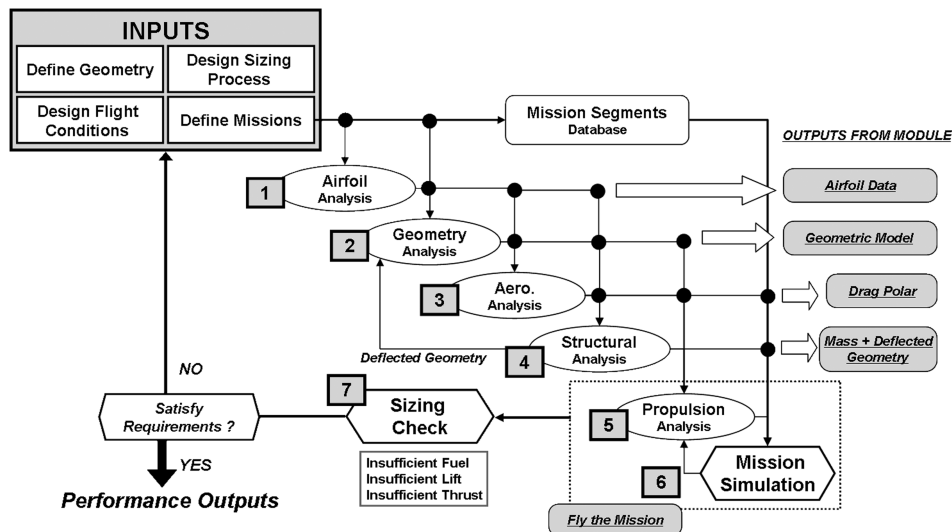 INPUTS
Define Geometry
Design Sizing
Process
Design Flight
Conditions
Define Missions
Mission Segments
Database
OUTPUTS FROM MODULE
1
Airfoil
Analysis
Airfoil Data
2
Geometry
Analysis
Geometric Model
3
Aero.
Analysis
Drag Polar
Deflected Geometry
4
Structural
Analysis
Mass + Deflected
Geometry
NO
7
Satisfy
Requirements ?
Sizing
Check
5
Propulsion
Analysis
YES
Insufficient Fuel
Insufficient Lift
Insufficient Thrust
6
Mission
Simulation
Performance Outputs
Fly the Mission